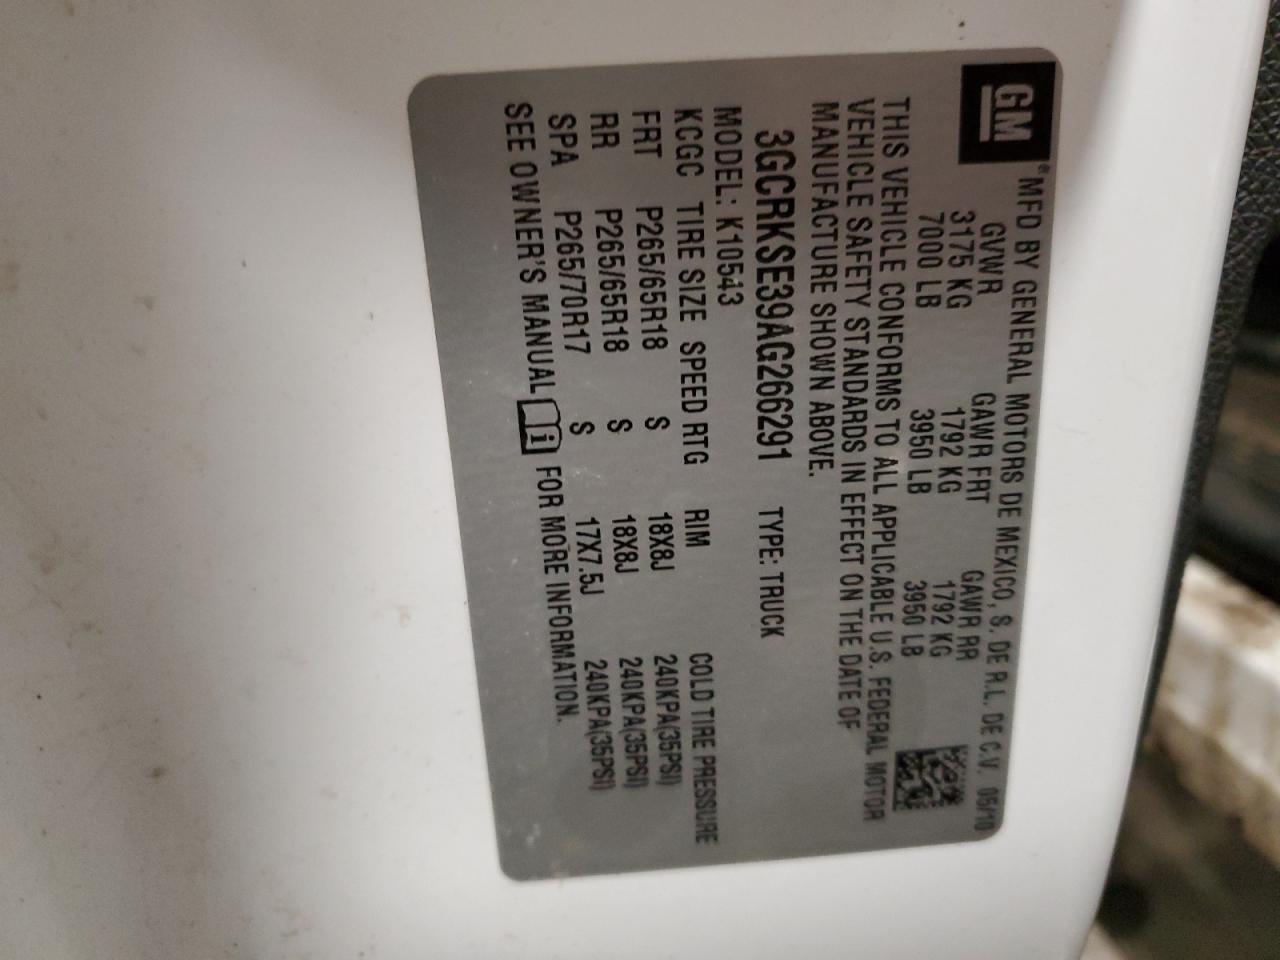 GM
®MFD BY GENERAL MOTORS DE MEXICO, S. DE R.L. DE C.V. 05/10
GVWR GAWR FRT GAWR RR
3175 KG 1792 KG 1792 KG
7000 LB 3950 LB 3950 LB
THIS VEHICLE CONFORMS TO ALL APPLICABLE U.S. FEDERAL MOTOR
VEHICLE SAFETY STANDARDS IN EFFECT ON THE DATE OF
MANUFACTURE SHOWN ABOVE.
3GCRKSE39AG266291 TYPE: TRUCK
MODEL: K10543
KCGC TIRE SIZE SPEED RTG RIM COLD TIRE PRESSURE
FRT P265/65R18 S 18X8J 240KPA(35PSI)
RR P265/65R18 S 18X8J 240KPA(35PSI)
SPA P265/70R17 S 17X7.5J 240KPA(35PSI)
SEE OWNER'S MANUAL i FOR MORE INFORMATION.